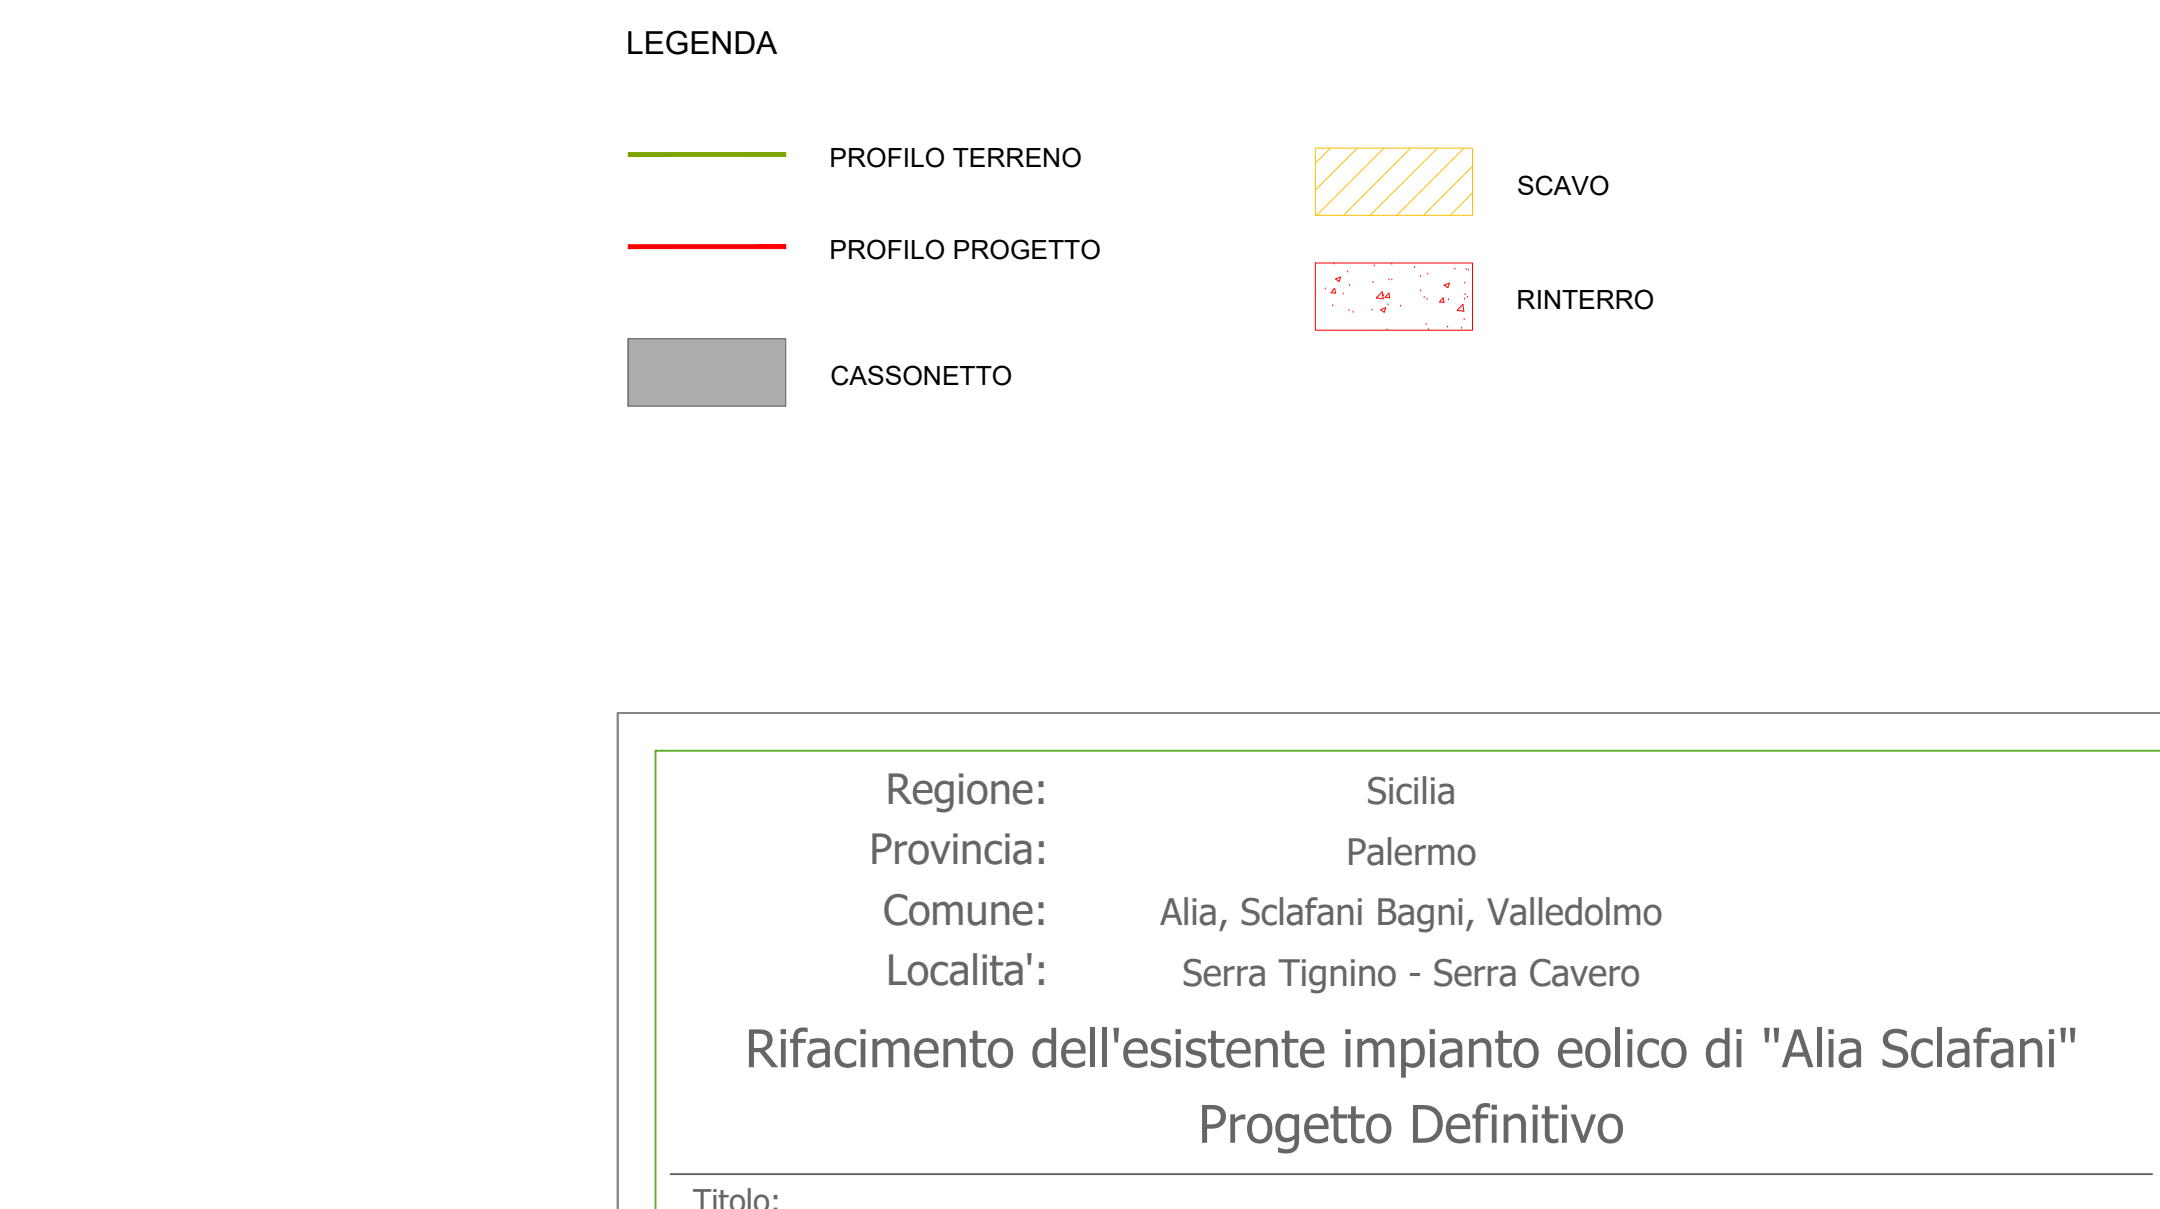 LEGENDA
PROFILO TERRENO
SCAVO
PROFILO PROGETTO
RINTERRO
CASSONETTO
Regione: Sicilia
Provincia: Palermo
Comune: Alia, Sclafani Bagni, Valledolmo
Localita': Serra Tignino - Serra Cavero
Rifacimento dell'esistente impianto eolico di "Alia Sclafani"
Progetto Definitivo
Titolo: